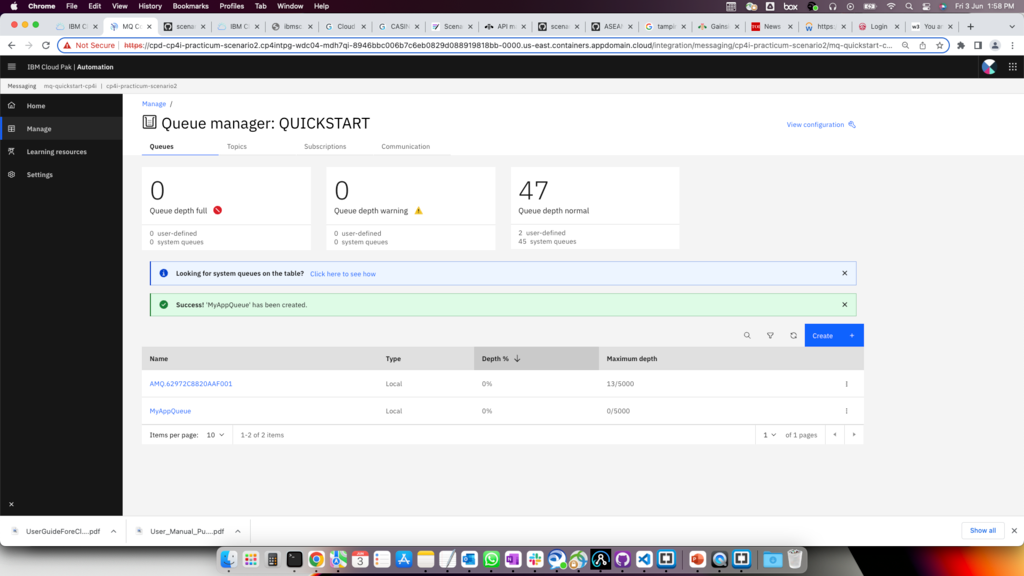 Chrome File Edit View History Bookmarks Profiles Tab Window Help
box
Fri 3 Jun 1:58 PM
IBM Cl
MQ Ca
scena
IBM C
ibmsc
Cloud
CASIN
Scena
API m
scena
ASEAN
tampe
Gains
News
https:
Login
You a
Not Secure
https://cpd-cp4i-practicum-scenario2.cp4intpg-wdc04-mdh7qi-8946bbc006b7c6eb0829d088919818bb-0000.us-east.containers.appdomain.cloud/integration/messaging/cp4i-practicum-scenario2/mq-quickstart-c...
IBM Cloud Pak | Automation
Messaging mq-quickstart-cp4i | cp4i-practicum-scenario2
Home
Manage
Learning resources
Settings
Manage /
Queue manager: QUICKSTART
View configuration
Queues Topics Subscriptions Communication
0
Queue depth full
0 user-defined
0 system queues
0
Queue depth warning
0 user-defined
0 system queues
47
Queue depth normal
2 user-defined
45 system queues
Looking for system queues on the table? Click here to see how
Success! 'MyAppQueue' has been created.
Create +
Name Type Depth % Maximum depth
AMQ.62972C8820AAF001 Local 0% 13/5000
MyAppQueue Local 0% 0/5000
Items per page: 10 1-2 of 2 items 1 of 1 pages
UserGuideForeCl....pdf
User_Manual_Pu....pdf
Show all
3